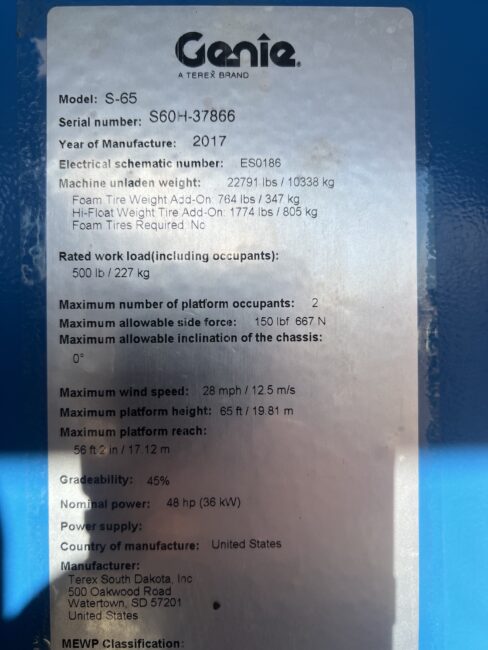 Genie®
A TEREX BRAND
Model: S-65
Serial number: S60H-37866
Year of Manufacture: 2017
Electrical schematic number: ES0186
Machine unladen weight: 22791 lbs / 10338 kg
Foam Tire Weight Add-On: 764 lbs / 347 kg
Hi-Float Weight Tire Add-On: 1774 lbs / 805 kg
Foam Tires Required: No
Rated work load(including occupants):
500 lb / 227 kg
Maximum number of platform occupants: 2
Maximum allowable side force: 150 lbf 667 N
Maximum allowable inclination of the chassis:
0°
Maximum wind speed: 28 mph / 12.5 m/s
Maximum platform height: 65 ft / 19.81 m
Maximum platform reach:
56 ft 2 in / 17.12 m
Gradeability: 45%
Nominal power: 48 hp (36 kW)
Power supply:
Country of manufacture: United States
Manufacturer:
Terex South Dakota, Inc
500 Oakwood Road
Watertown, SD 57201
United States
MEWP Classification: